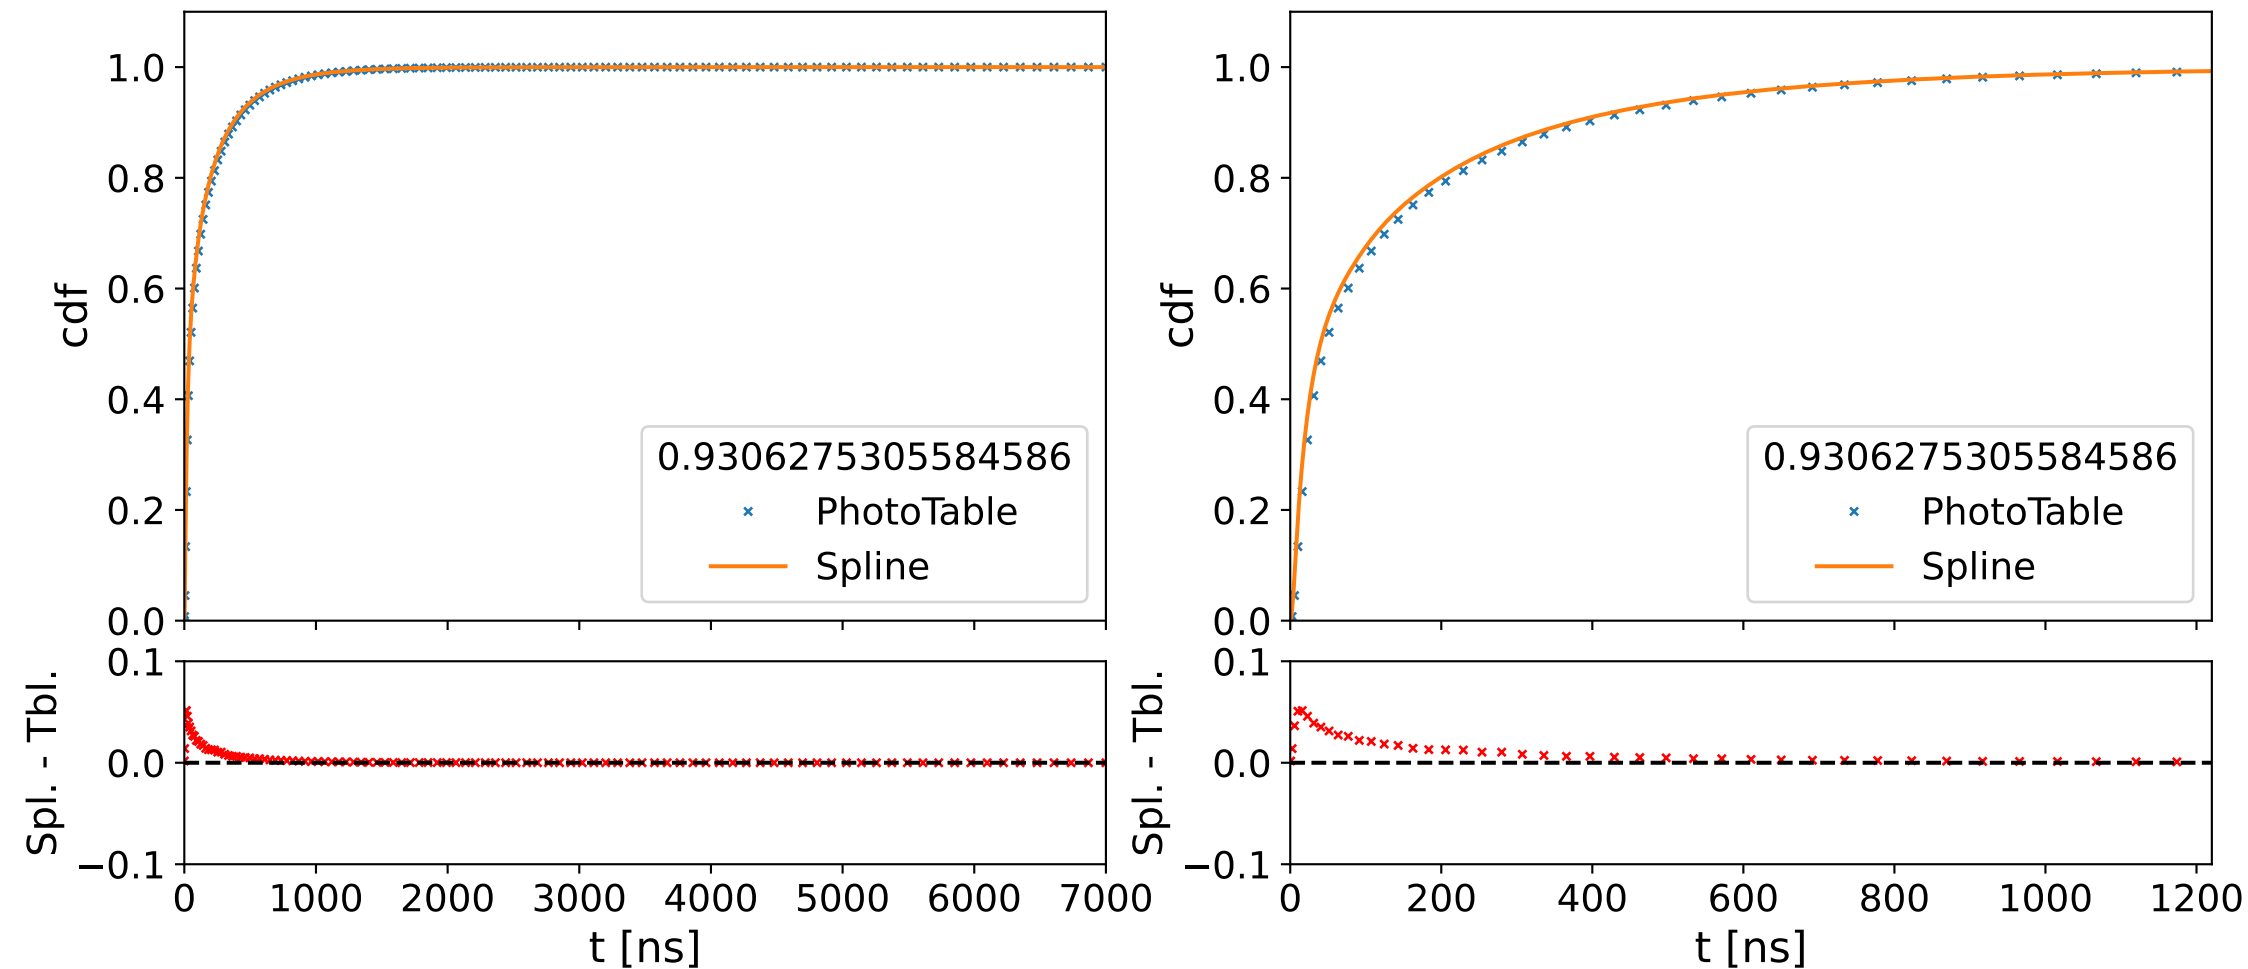 cdf
1.0
0.8
0.6
0.4
0.2
0.0
0.9306275305584586
PhotoTable
Spline
Spl. - Tbl.
0.1
0.0
−0.1
0 1000 2000 3000 4000 5000 6000 7000
t [ns]
cdf
1.0
0.8
0.6
0.4
0.2
0.0
0.9306275305584586
PhotoTable
Spline
Spl. - Tbl.
0.1
0.0
−0.1
0 200 400 600 800 1000 1200
t [ns]